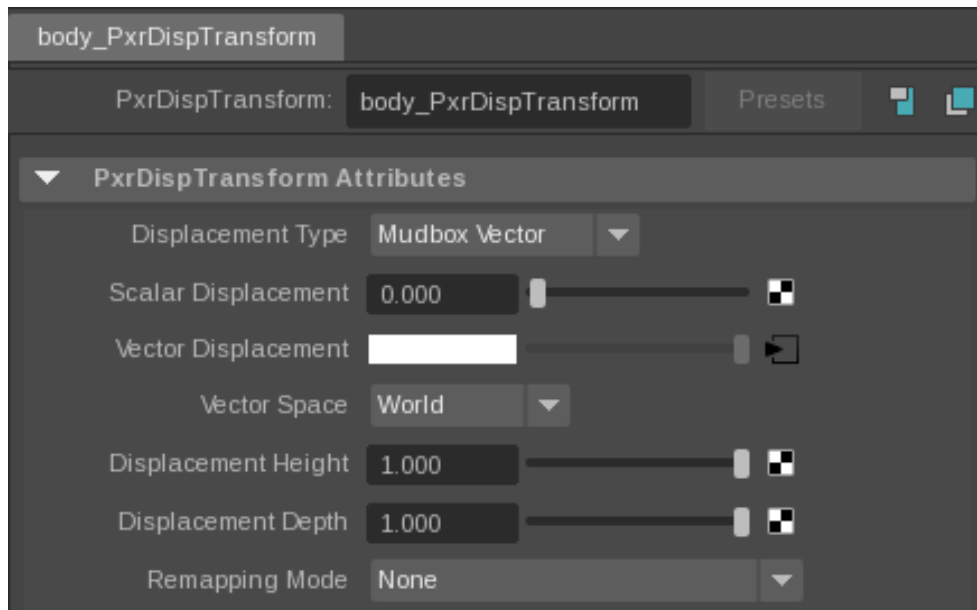 body_PxrDispTransform
PxrDispTransform: body_PxrDispTransform Presets
PxrDispTransform Attributes
Displacement Type Mudbox Vector
Scalar Displacement 0.000
Vector Displacement
Vector Space World
Displacement Height 1.000
Displacement Depth 1.000
Remapping Mode None